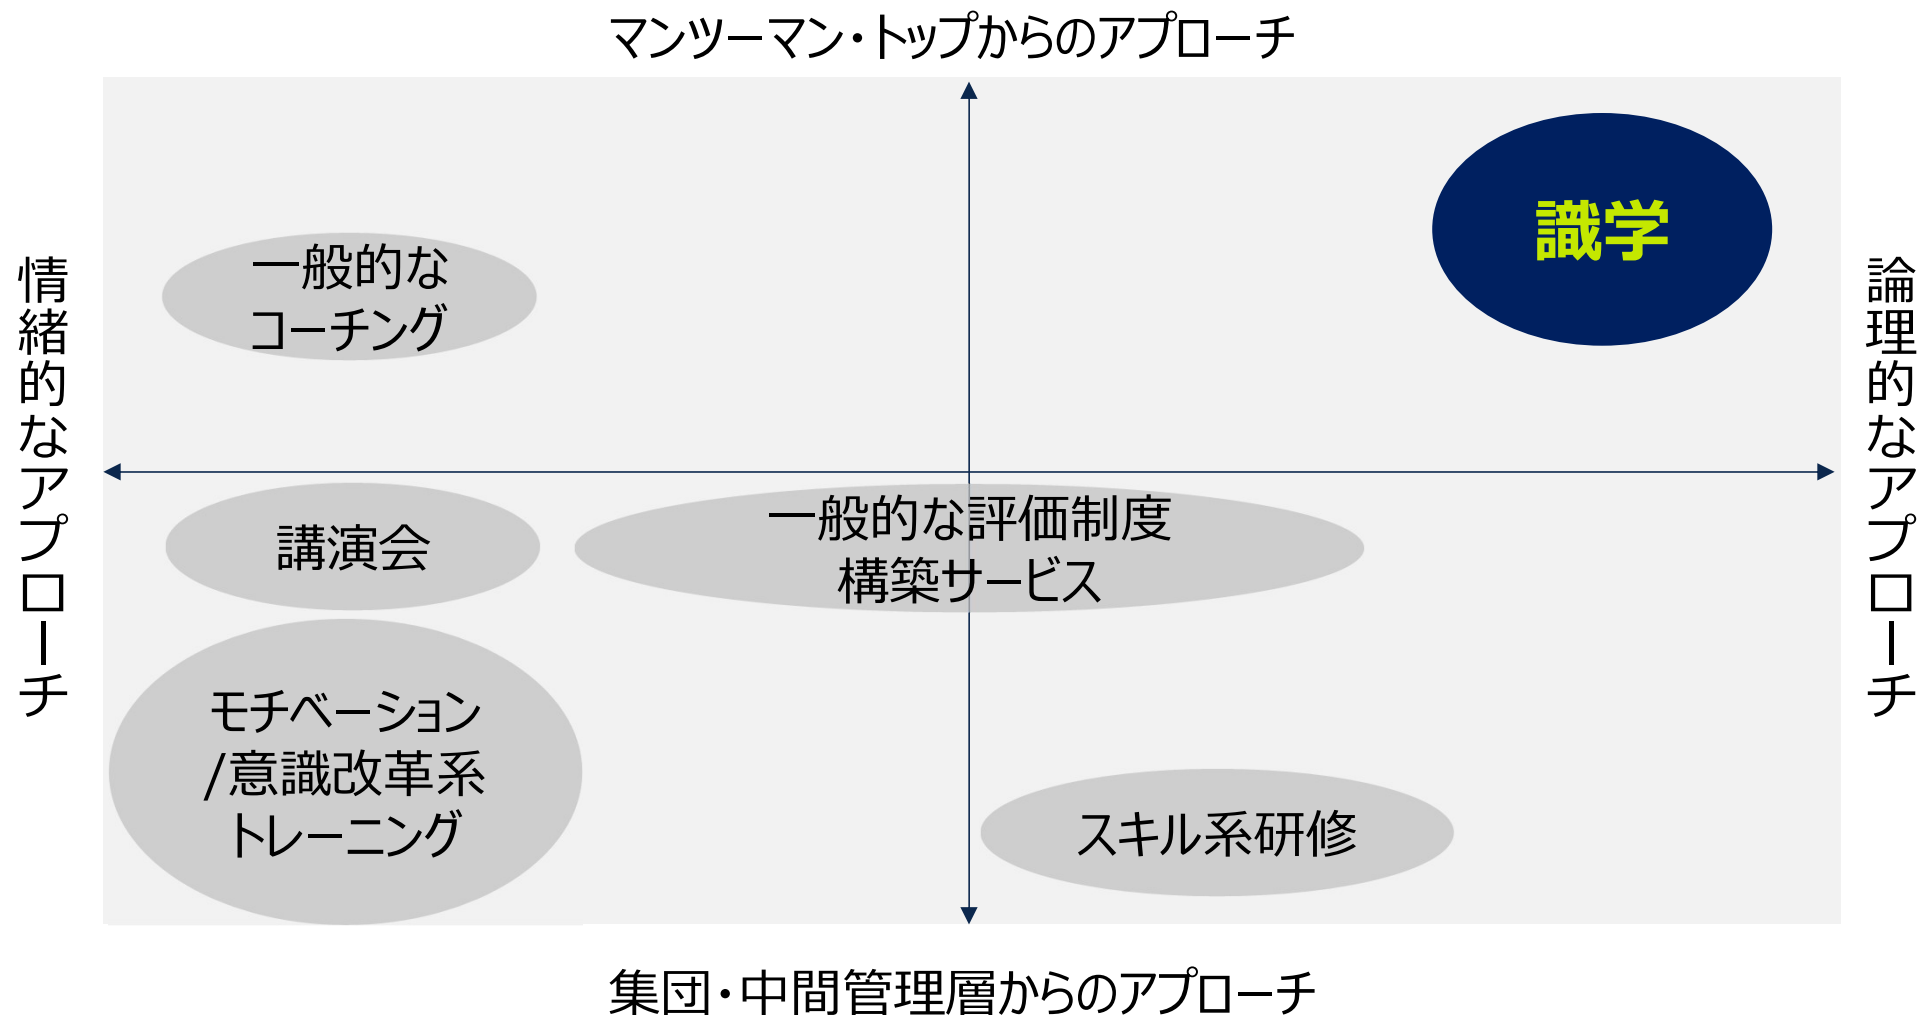 マンツーマン・トップからのアプローチ
識学
一般的な
コーチング
情緒的なアプローチ
論理的なアプローチ
講演会
一般的な評価制度
構築サービス
モチベーション
/意識改革系
トレーニング
スキル系研修
集団・中間管理層からのアプローチ